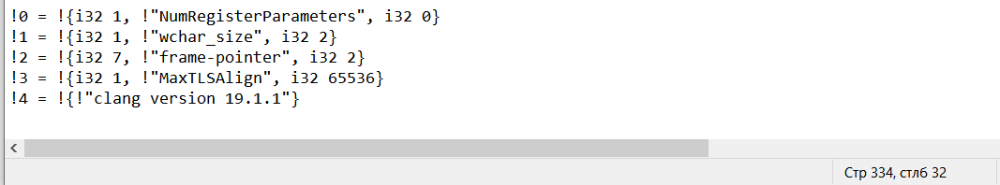 !0 = !{i32 1, !"NumRegisterParameters", i32 0}
!1 = !{i32 1, !"wchar_size", i32 2}
!2 = !{i32 7, !"frame-pointer", i32 2}
!3 = !{i32 1, !"MaxTLSAlign", i32 65536}
!4 = !{!"clang version 19.1.1"}
Стр 334, стлб 32